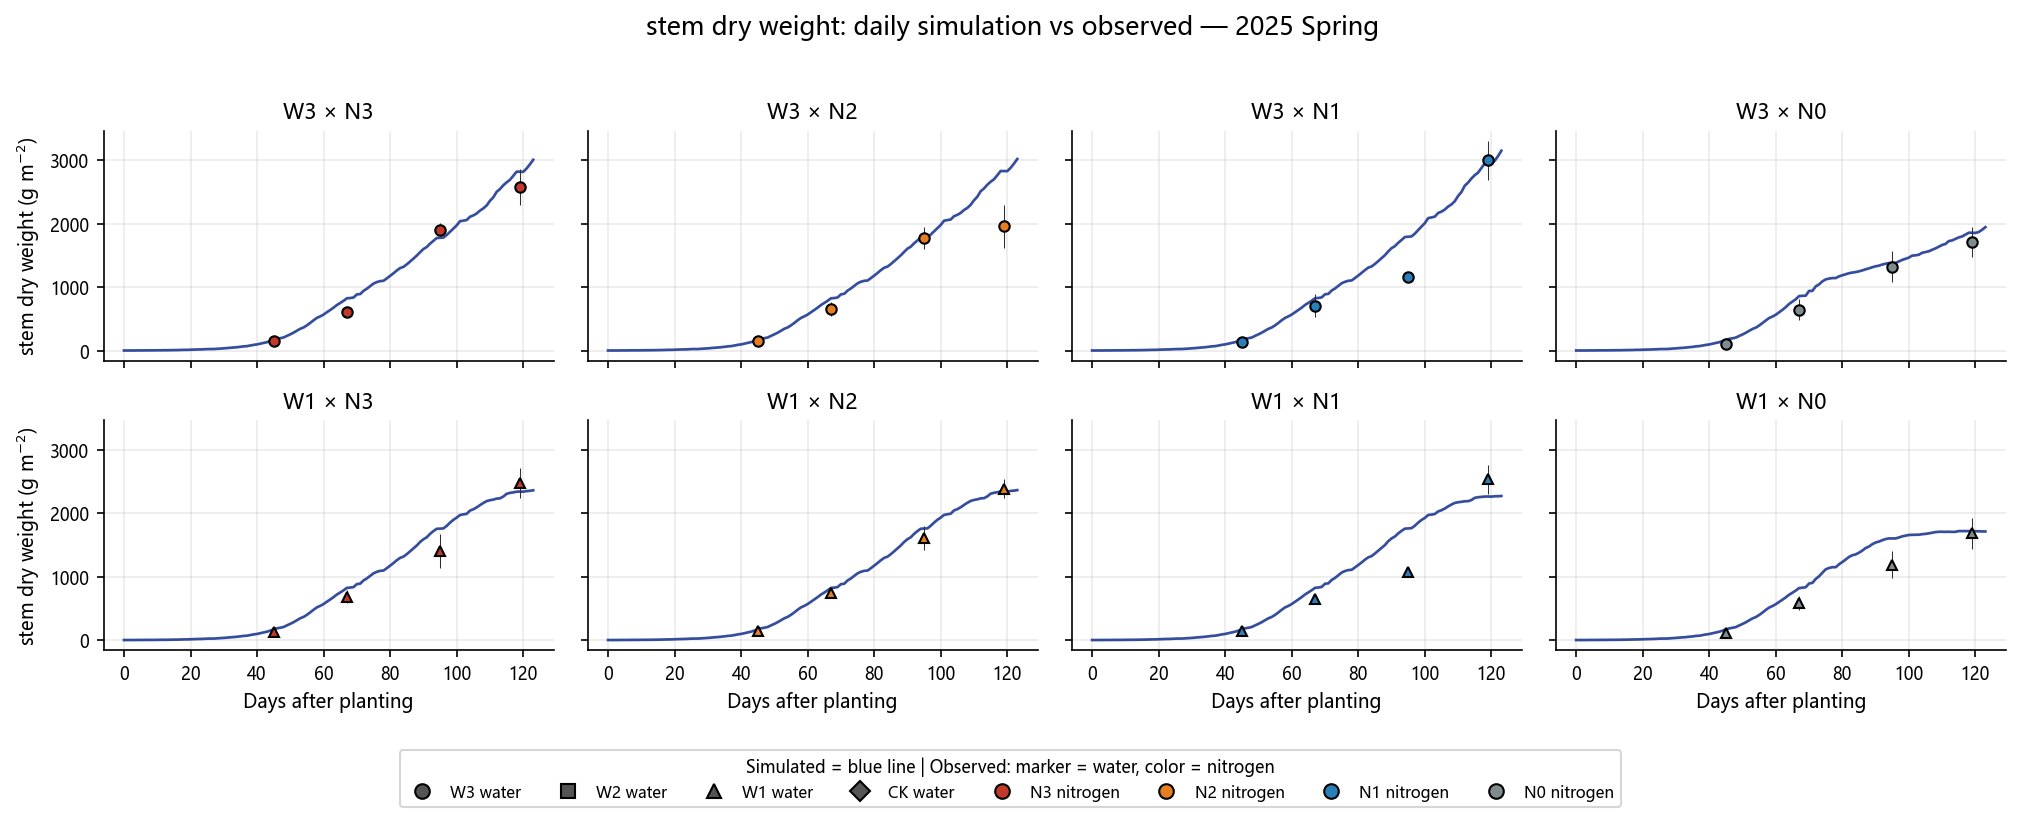 stem dry weight: daily simulation vs observed — 2025 Spring
W3 × N3
W3 × N2
W3 × N1
W3 × N0
stem dry weight (g m⁻²)
3000
2000
1000
0
W1 × N3
W1 × N2
W1 × N1
W1 × N0
stem dry weight (g m⁻²)
3000
2000
1000
0
0 20 40 60 80 100 120
0 20 40 60 80 100 120
0 20 40 60 80 100 120
0 20 40 60 80 100 120
Days after planting
Days after planting
Days after planting
Days after planting
Simulated = blue line | Observed: marker = water, color = nitrogen
W3 water W2 water W1 water CK water N3 nitrogen N2 nitrogen N1 nitrogen N0 nitrogen